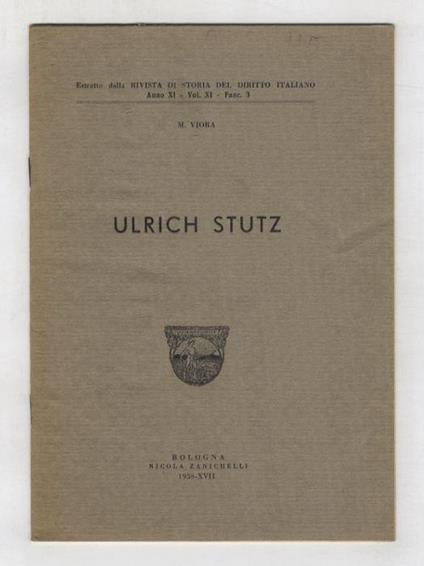 Estratto dalla RIVISTA DI STORIA DEL DIRITTO ITALIANO
Anno XI - Vol. XI - Fasc. 3
M. VIORA
ULRICH STUTZ
BOLOGNA
NICOLA ZANICHELLI
1938-XVII